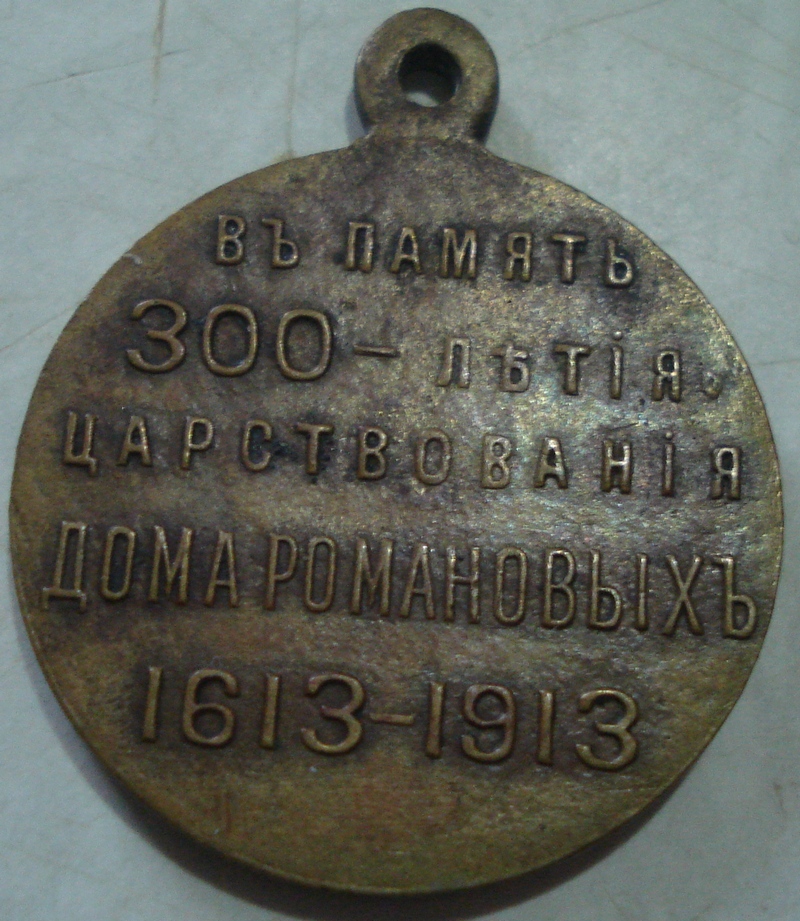 ВЪ ПАМЯТЬ
300 – ЛѢТІЯ.
ЦАРСТВОВАНІЯ
ДОМА РОМАНОВЫХЪ
1613–1913